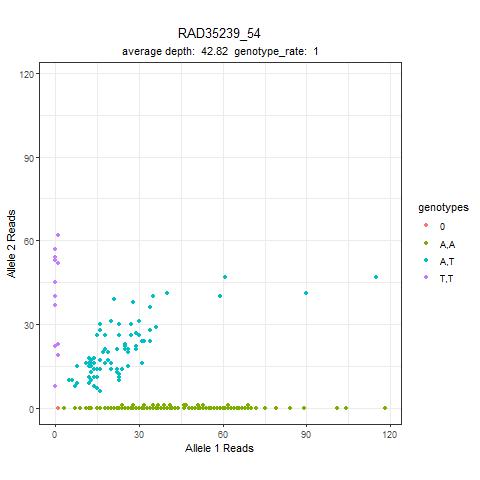 RAD35239_54
average depth:  42.82  genotype_rate:  1
120
90
60
30
0
Allele 2 Reads
0
30
60
90
120
Allele 1 Reads
genotypes
0
A,A
A,T
T,T